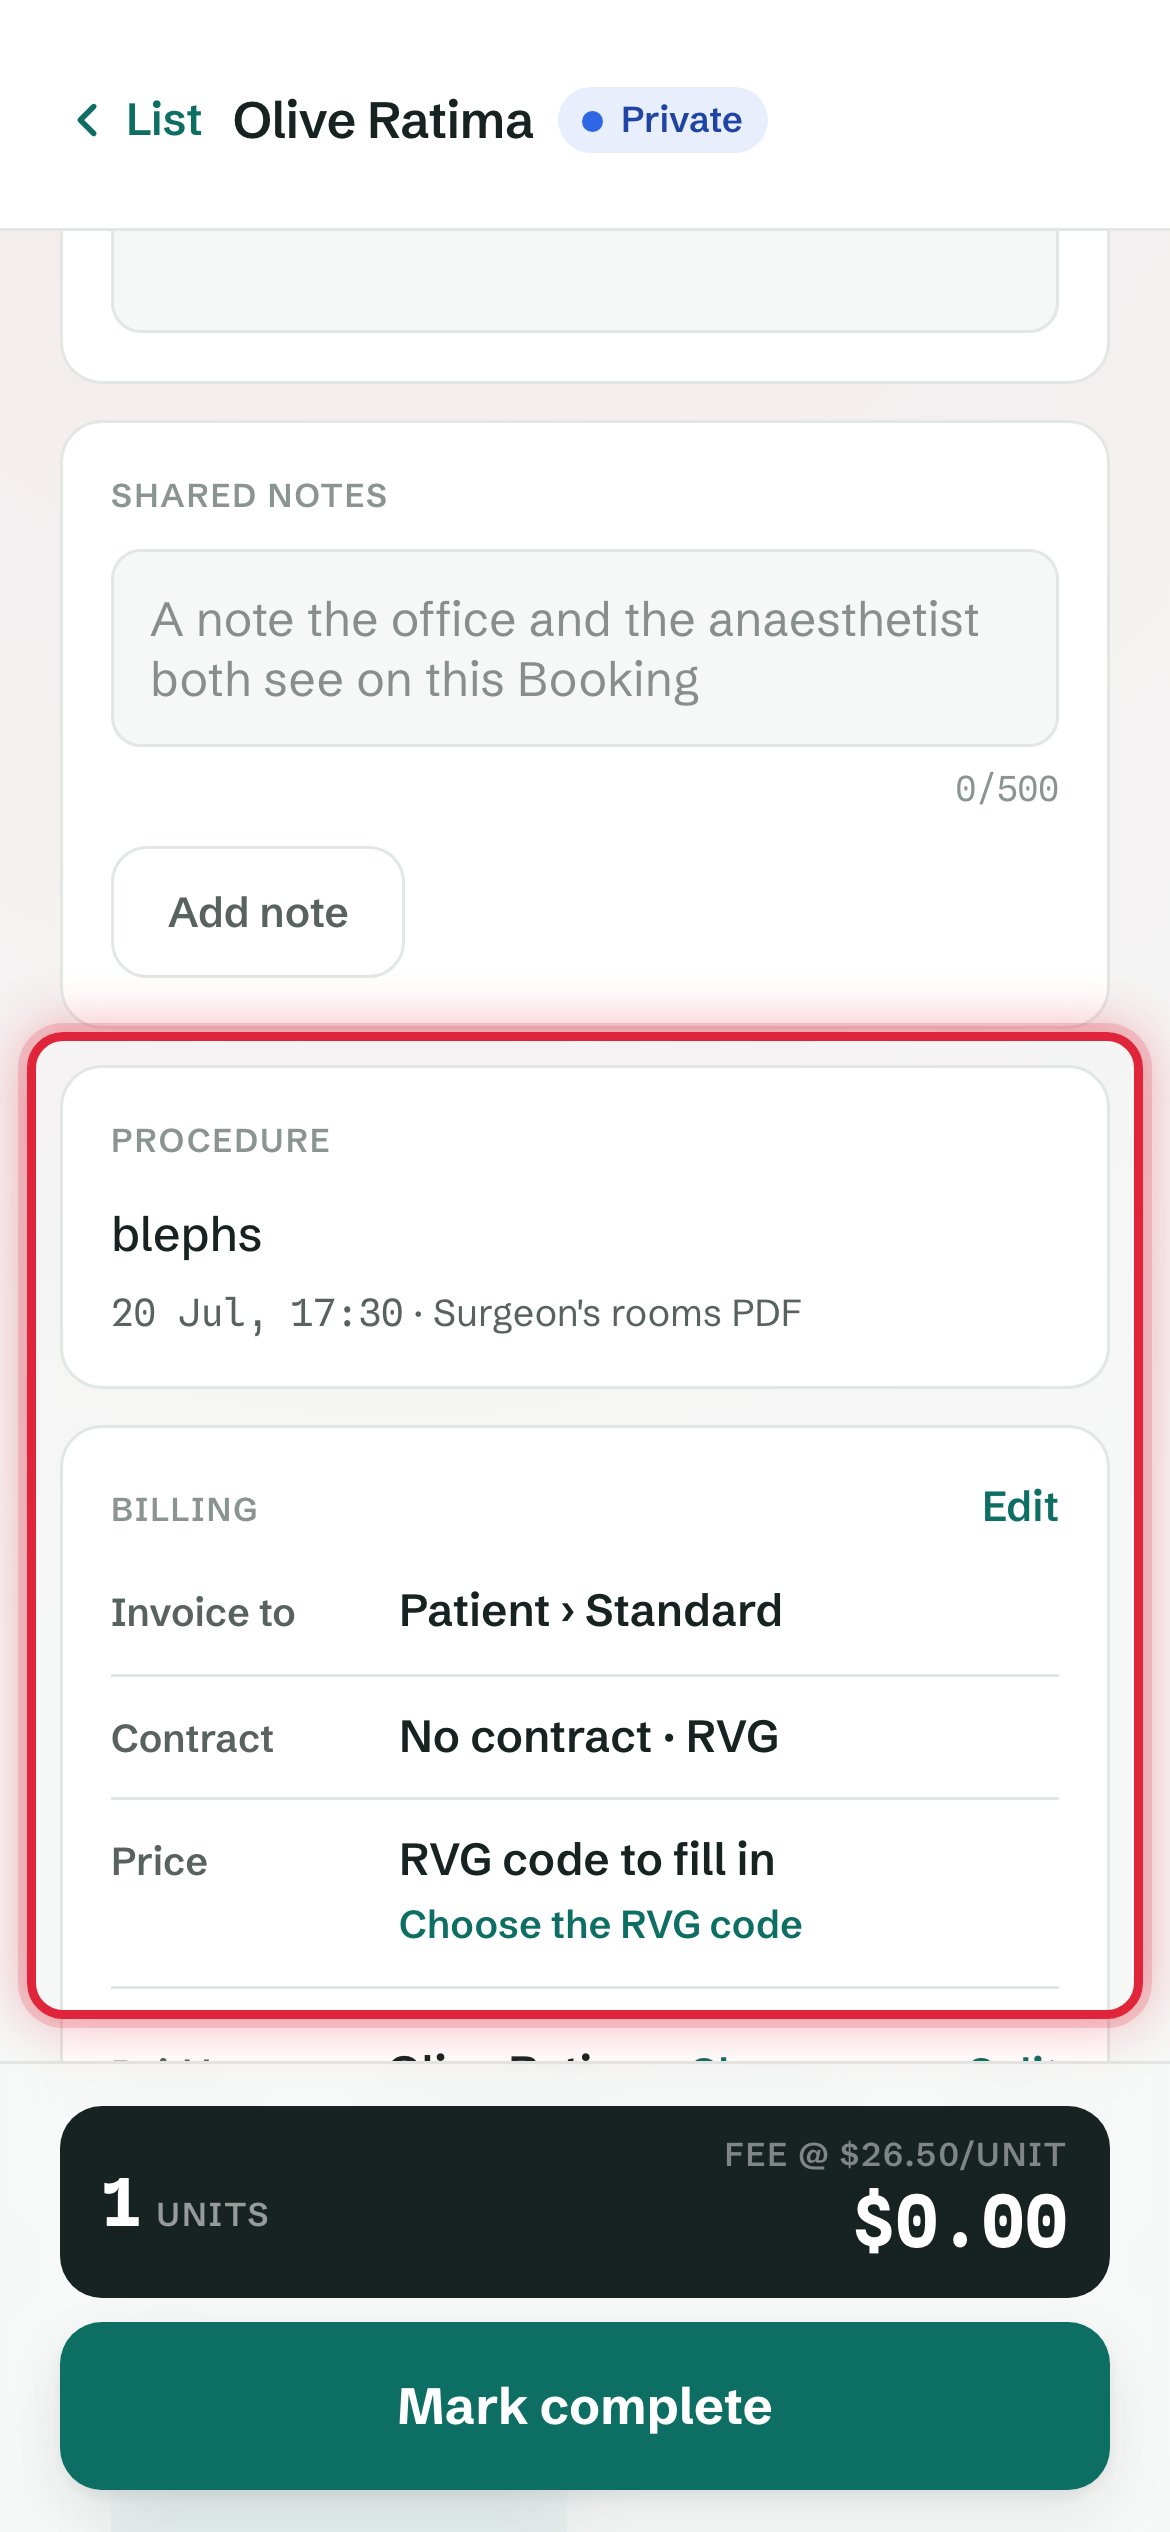 List Olive Ratima Private
SHARED NOTES
A note the office and the anaesthetist
both see on this Booking
0/500
Add note
PROCEDURE
blephs
20 Jul, 17:30 · Surgeon's rooms PDF
BILLING Edit
Invoice to Patient › Standard
Contract No contract · RVG
Price RVG code to fill in
Choose the RVG code
FEE @ $26.50/UNIT
1 UNITS $0.00
Mark complete